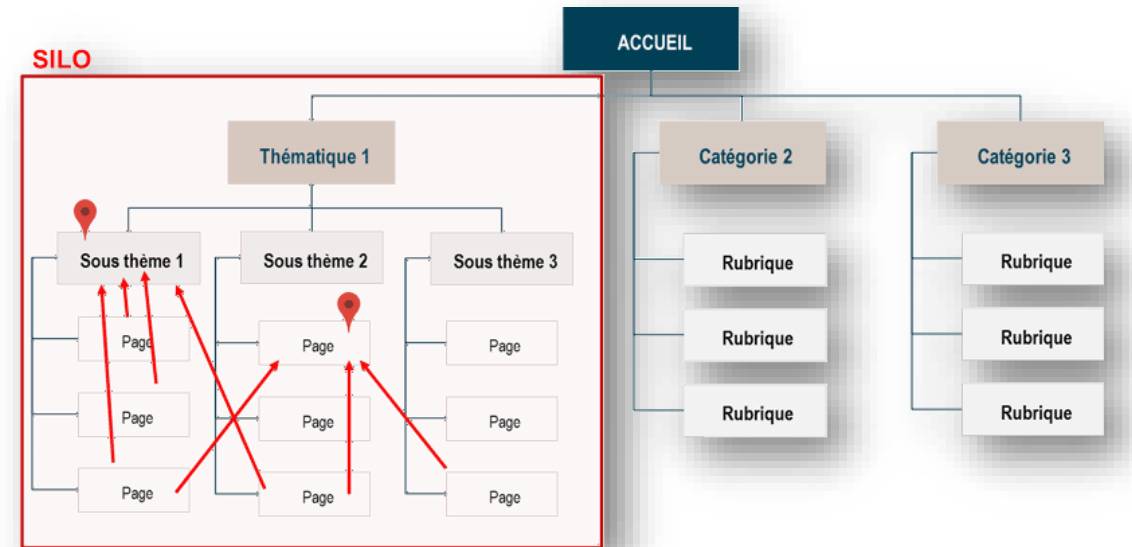 ACCUEIL
SILO
Thématique 1
Catégorie 2
Catégorie 3
Sous thème 1
Sous thème 2
Sous thème 3
Rubrique
Rubrique
Page
Page
Page
Rubrique
Rubrique
Page
Page
Page
Rubrique
Rubrique
Page
Page
Page